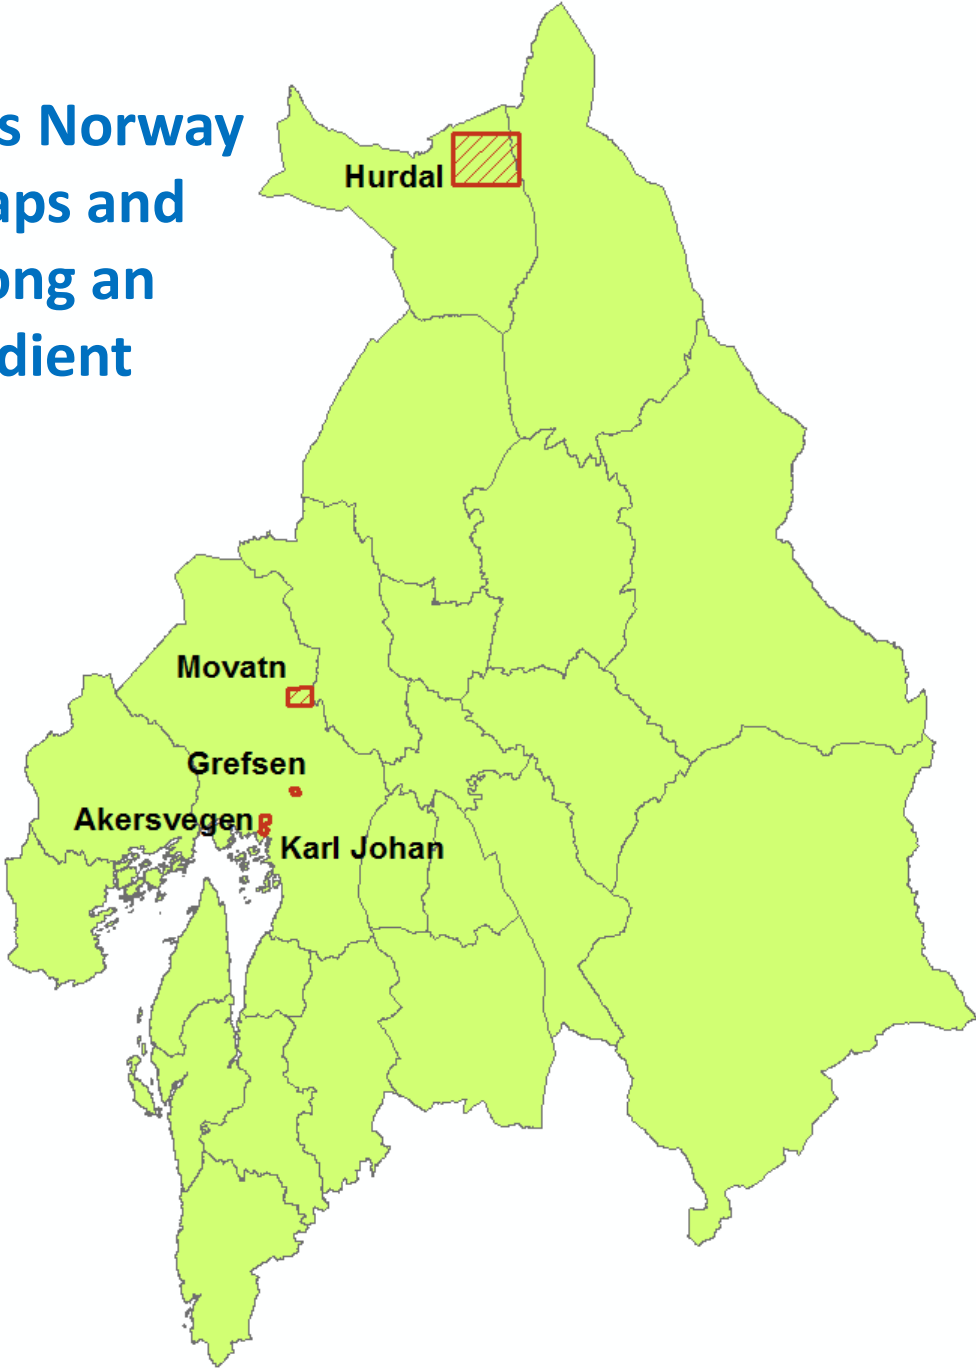 s Norway
aps and
ong an
dient
Hurdal
Movatn
Grefsen
Akersvegen
Karl Johan